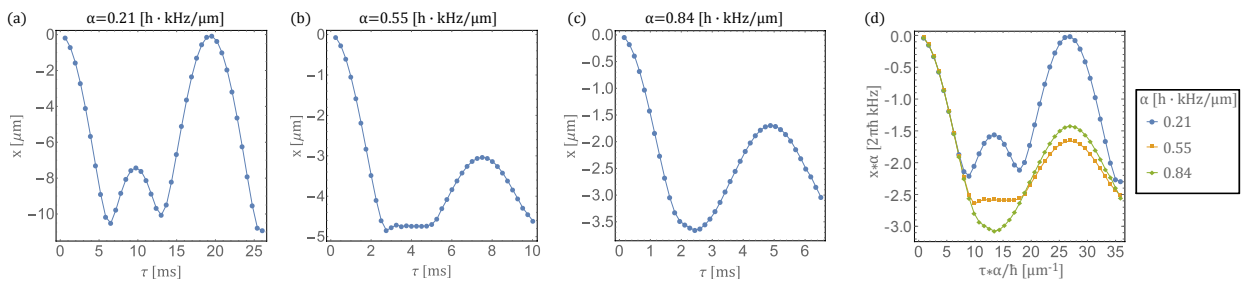 (a) α=0.21 [h · kHz/μm]
0
−2
−4
−6
−8
−10
x [μm]
0 5 10 15 20 25
τ [ms]
(b) α=0.55 [h · kHz/μm]
0
−1
−2
−3
−4
−5
x [μm]
0 2 4 6 8 10
τ [ms]
(c) α=0.84 [h · kHz/μm]
0.0
−0.5
−1.0
−1.5
−2.0
−2.5
−3.0
−3.5
x [μm]
0 1 2 3 4 5 6
τ [ms]
(d)
0.0
−0.5
−1.0
−1.5
−2.0
−2.5
−3.0
x*α [2πħ kHz]
0 5 10 15 20 25 30 35
τ*α/ħ [μm⁻¹]
α [h · kHz/μm]
0.21
0.55
0.84